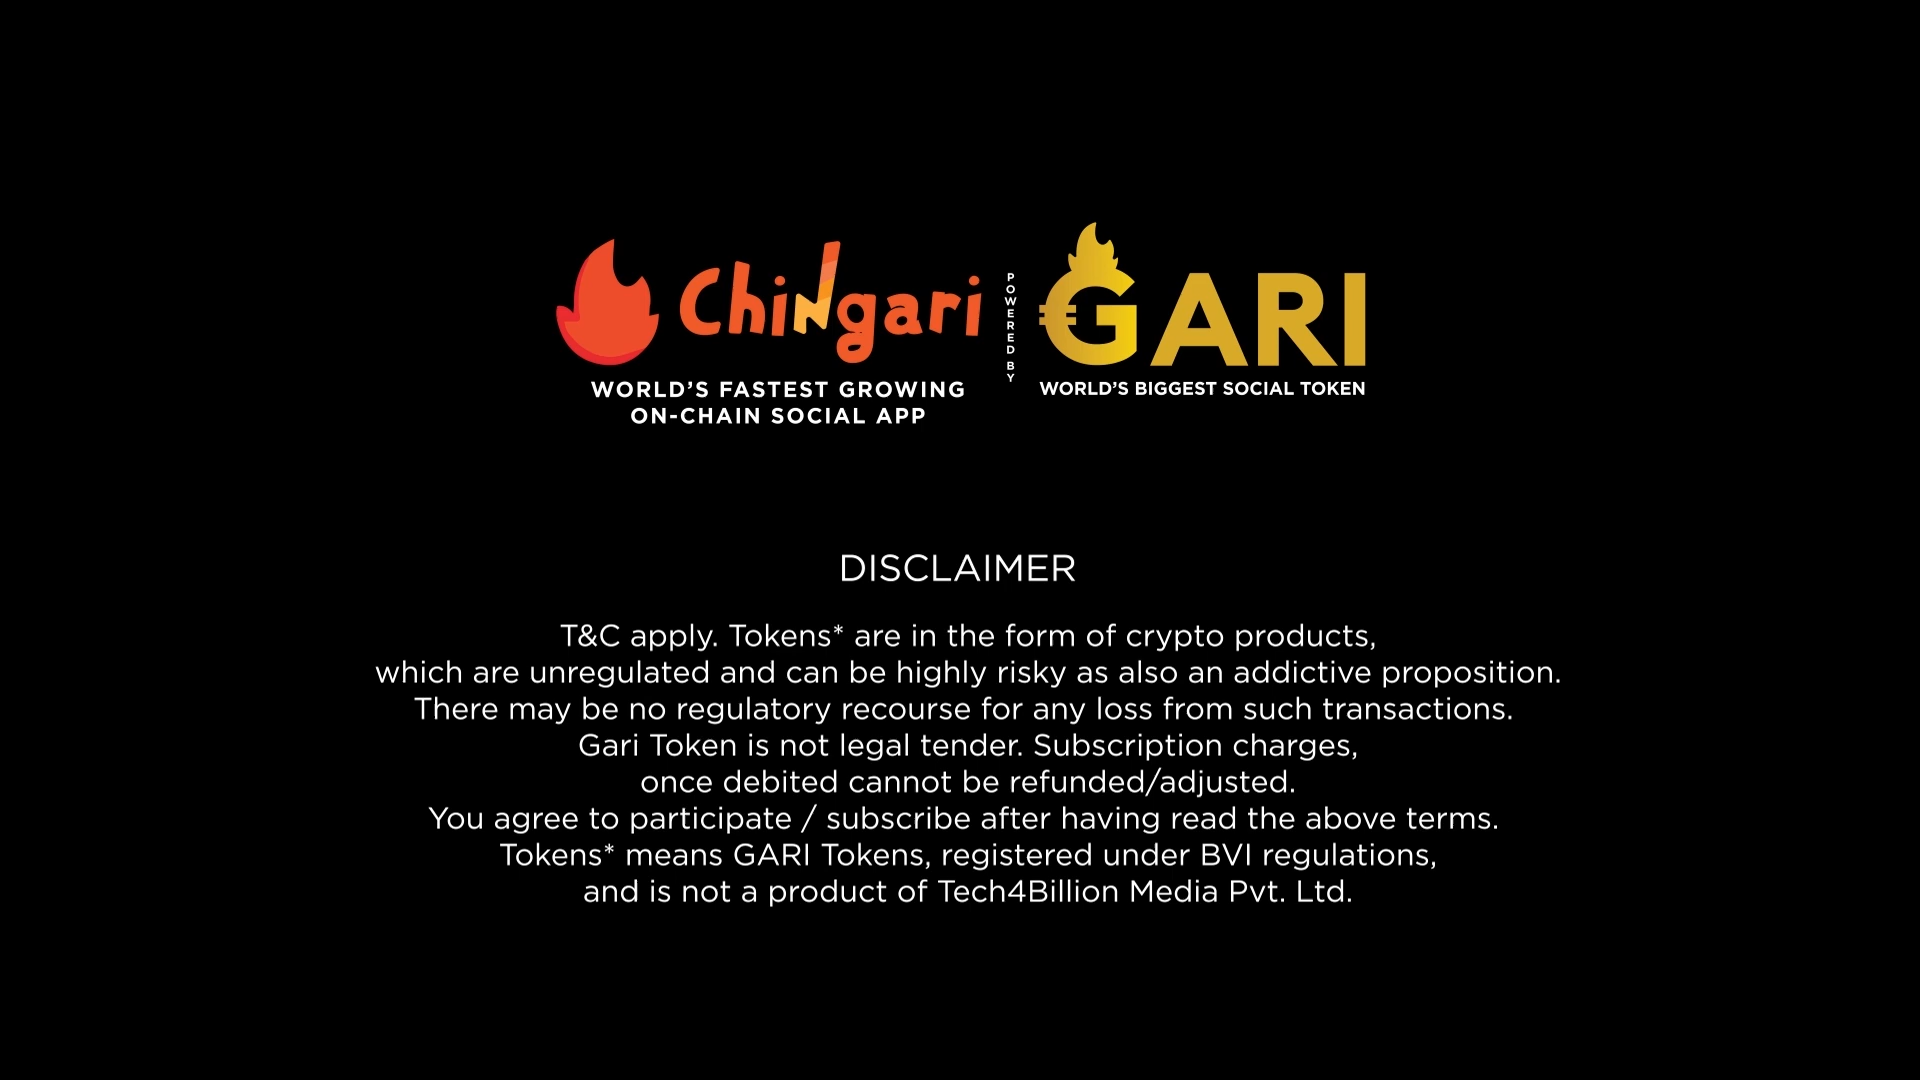 Chingari
WORLD'S FASTEST GROWING
ON-CHAIN SOCIAL APP
POWERED BY
GARI
WORLD'S BIGGEST SOCIAL TOKEN
DISCLAIMER
T&C apply. Tokens* are in the form of crypto products,
which are unregulated and can be highly risky as also an addictive proposition.
There may be no regulatory recourse for any loss from such transactions.
Gari Token is not legal tender. Subscription charges,
once debited cannot be refunded/adjusted.
You agree to participate / subscribe after having read the above terms.
Tokens* means GARI Tokens, registered under BVI regulations,
and is not a product of Tech4Billion Media Pvt. Ltd.